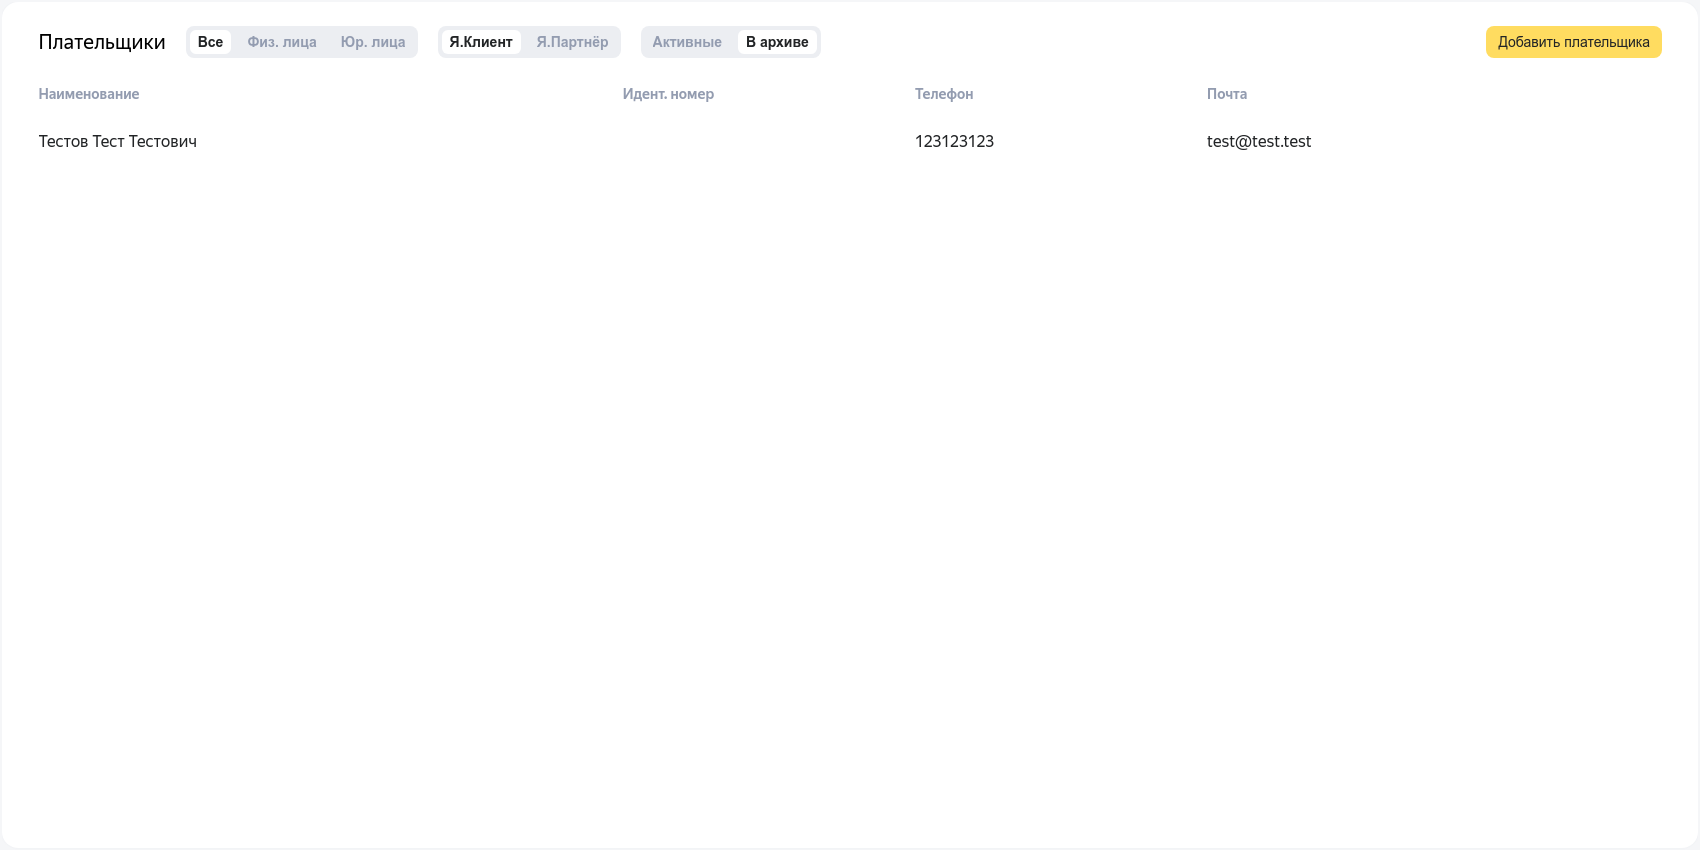 Плательщики Все Физ. лица Юр. лица Я.Клиент Я.Партнёр Активные В архиве Добавить плательщика
Наименование Идент. номер Телефон Почта
Тестов Тест Тестович 123123123 test@test.test